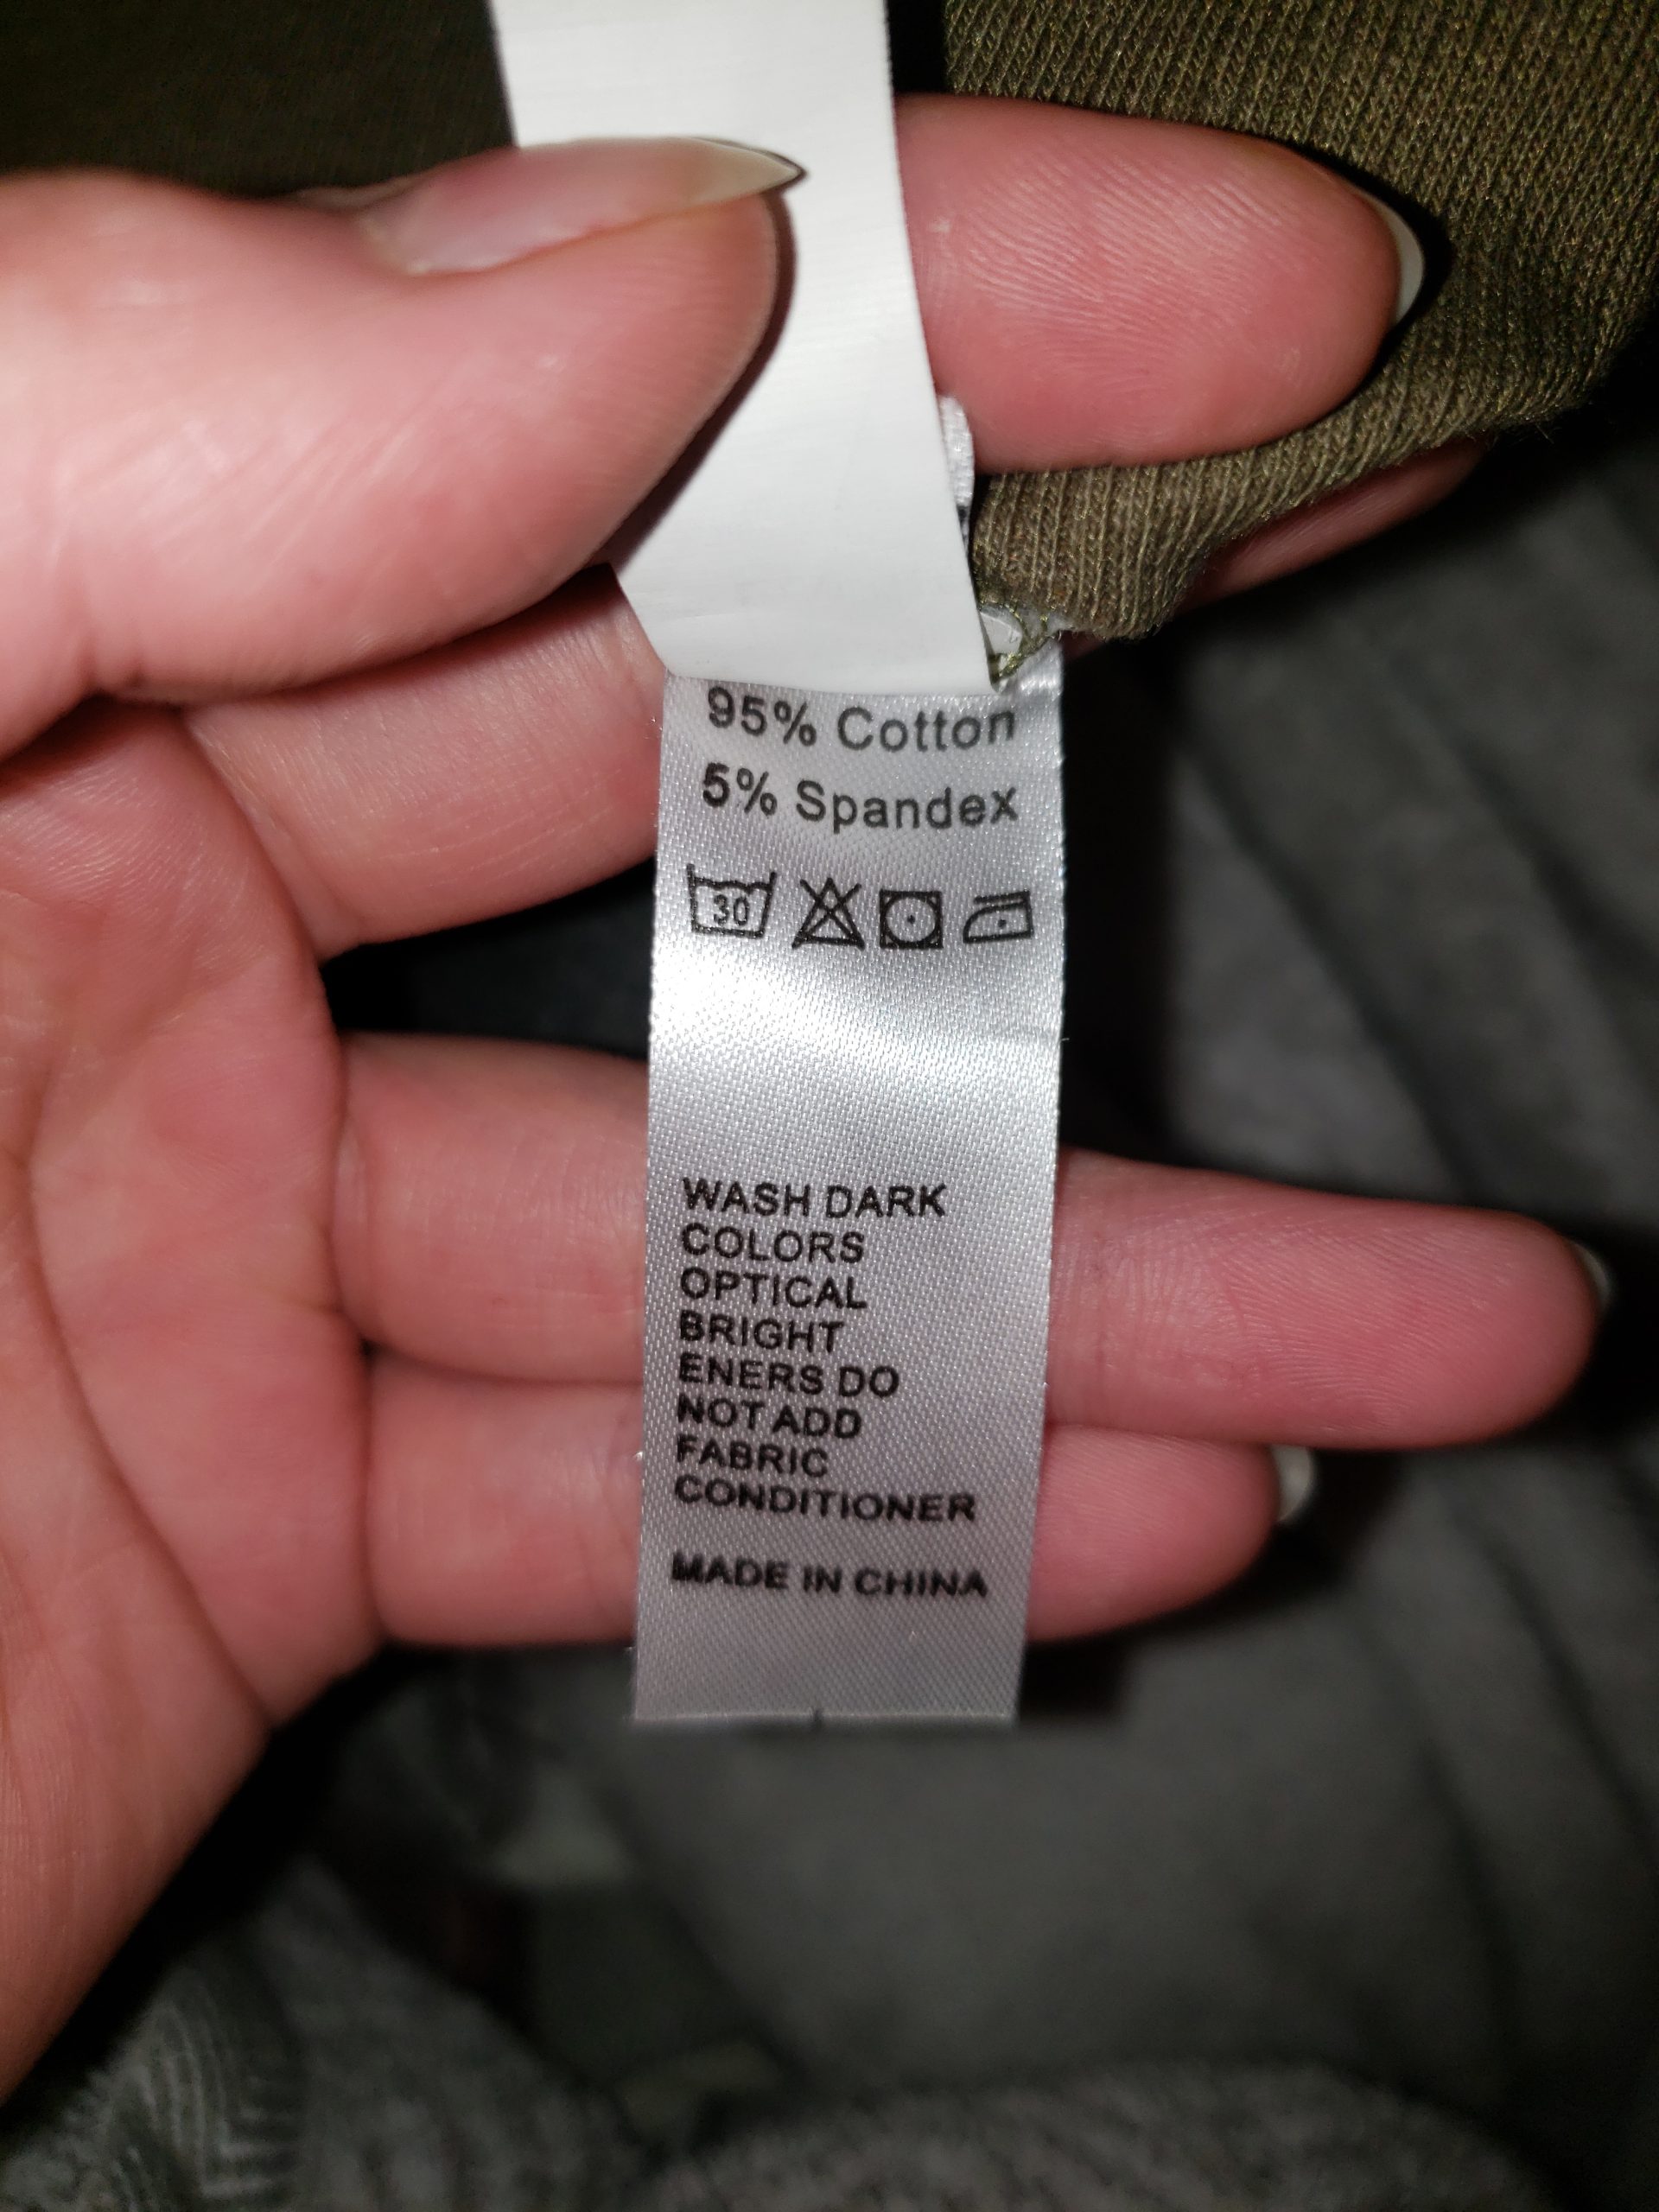 95% Cotton
5% Spandex
30
WASH DARK
COLORS
OPTICAL
BRIGHT
ENERS DO
NOT ADD
FABRIC
CONDITIONER
MADE IN CHINA